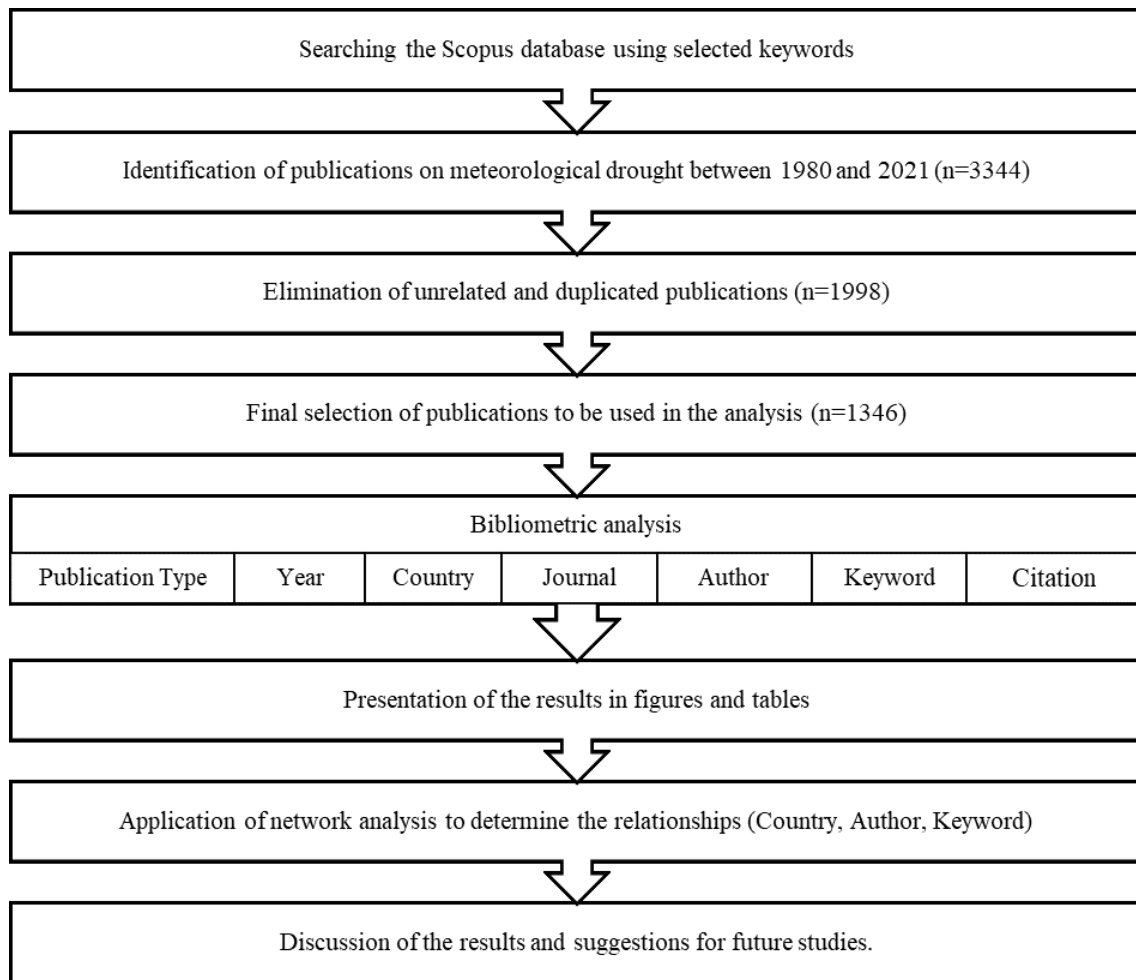 Searching the Scopus database using selected keywords
Identification of publications on meteorological drought between 1980 and 2021 (n=3344)
Elimination of unrelated and duplicated publications (n=1998)
Final selection of publications to be used in the analysis (n=1346)
Bibliometric analysis
Publication Type Year Country Journal Author Keyword Citation
Presentation of the results in figures and tables
Application of network analysis to determine the relationships (Country, Author, Keyword)
Discussion of the results and suggestions for future studies.